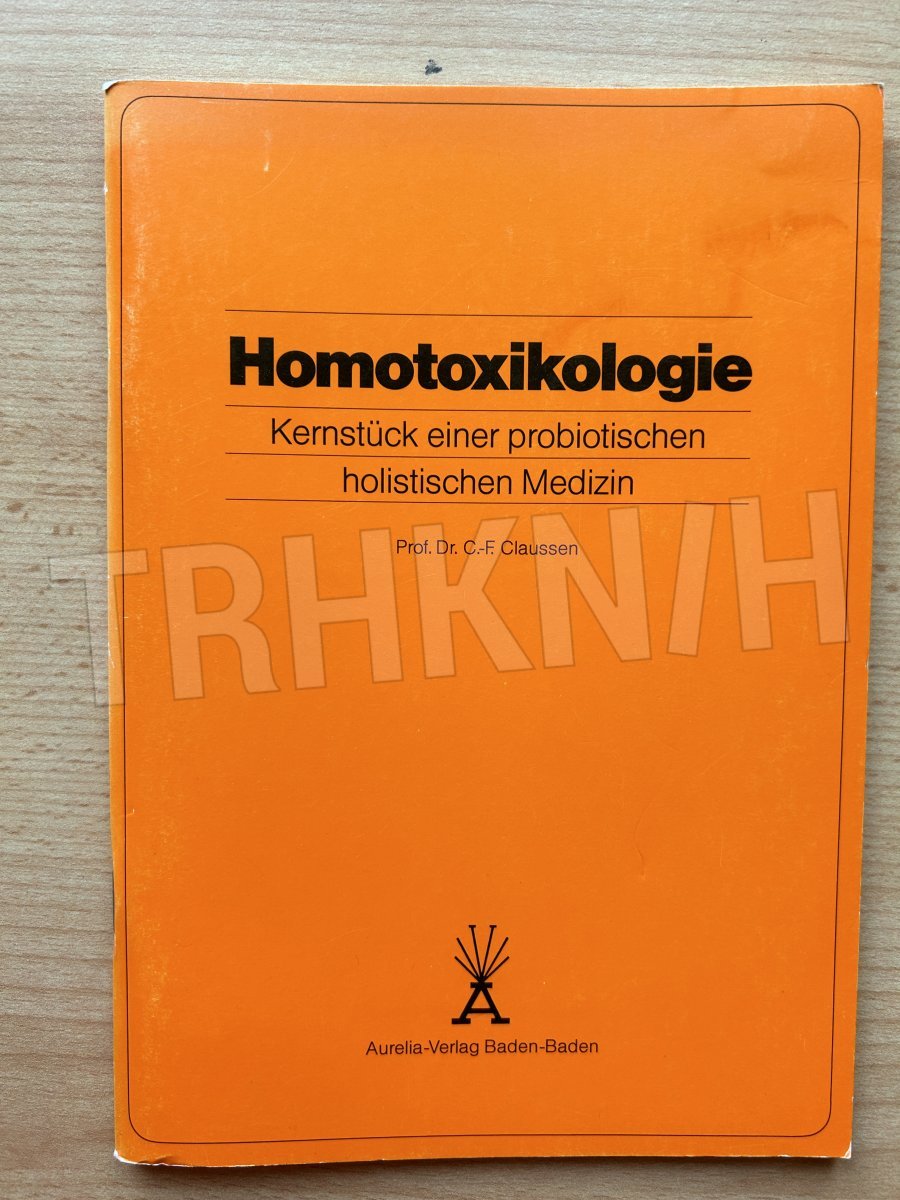 Homotoxikologie
Kernstück einer probiotischen
holistischen Medizin
Prof. Dr. C.-F. Claussen
TRHKN/H
A
Aurelia-Verlag Baden-Baden